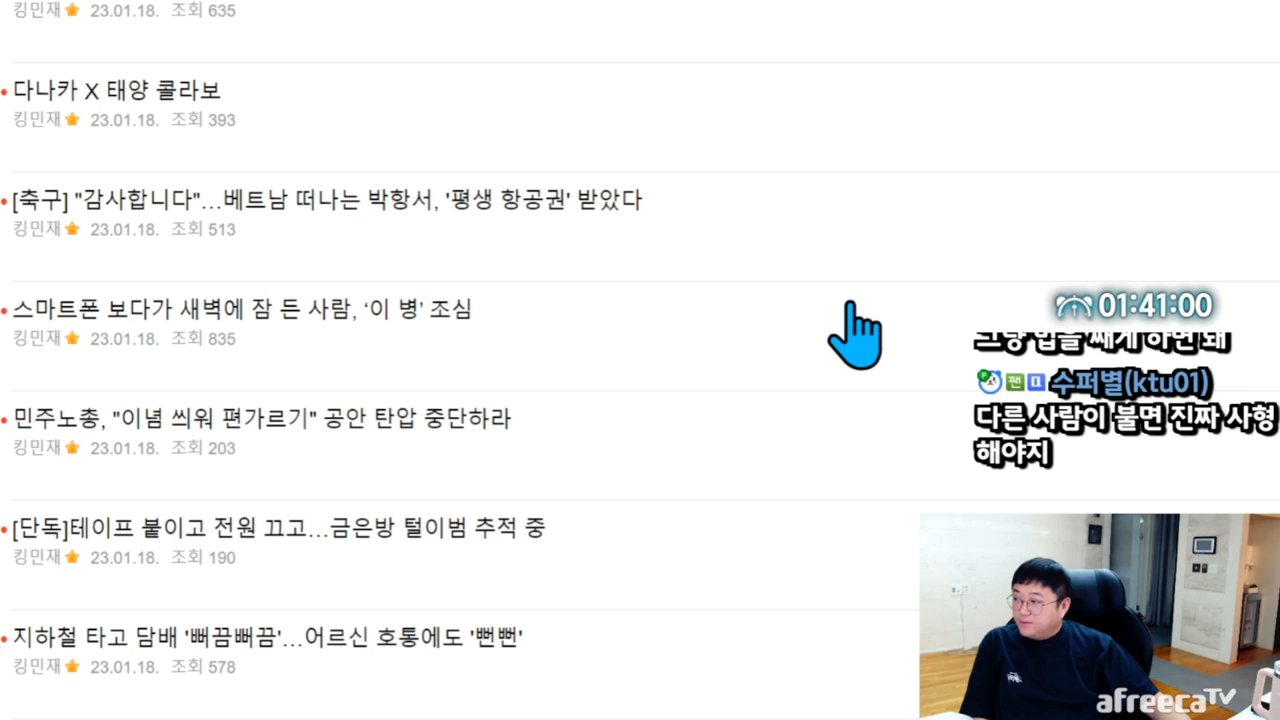 킹민재 23.01.18. 조회 635
다나카 X 태양 콜라보
킹민재 23.01.18. 조회 393
[축구] "감사합니다"…베트남 떠나는 박항서, '평생 항공권' 받았다
킹민재 23.01.18. 조회 513
스마트폰 보다가 새벽에 잠 든 사람, ‘이 병’ 조심
킹민재 23.01.18. 조회 835
민주노총, "이념 씌워 편가르기" 공안 탄압 중단하라
킹민재 23.01.18. 조회 203
[단독]테이프 붙이고 전원 끄고…금은방 털이범 추적 중
킹민재 23.01.18. 조회 190
지하철 타고 담배 '뻐끔뻐끔'…어르신 호통에도 '뻔뻔'
킹민재 23.01.18. 조회 578
01:41:00
하면 돼
F 팬 수퍼별(ktu01)
다른 사람이 불면 진짜 사형
해야지
afreecaTV